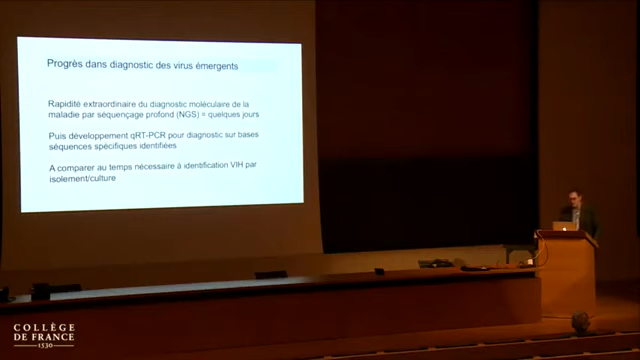 Progrès dans diagnostic des virus émergents
Rapidité extraordinaire du diagnostic moléculaire de la
maladie par séquençage profond (NGS) = quelques jours
Puis développement qRT-PCR pour diagnostic sur bases
séquences spécifiques identifiées
A comparer au temps nécessaire à identification VIH par
isolement/culture
COLLÈGE
DE FRANCE
1530